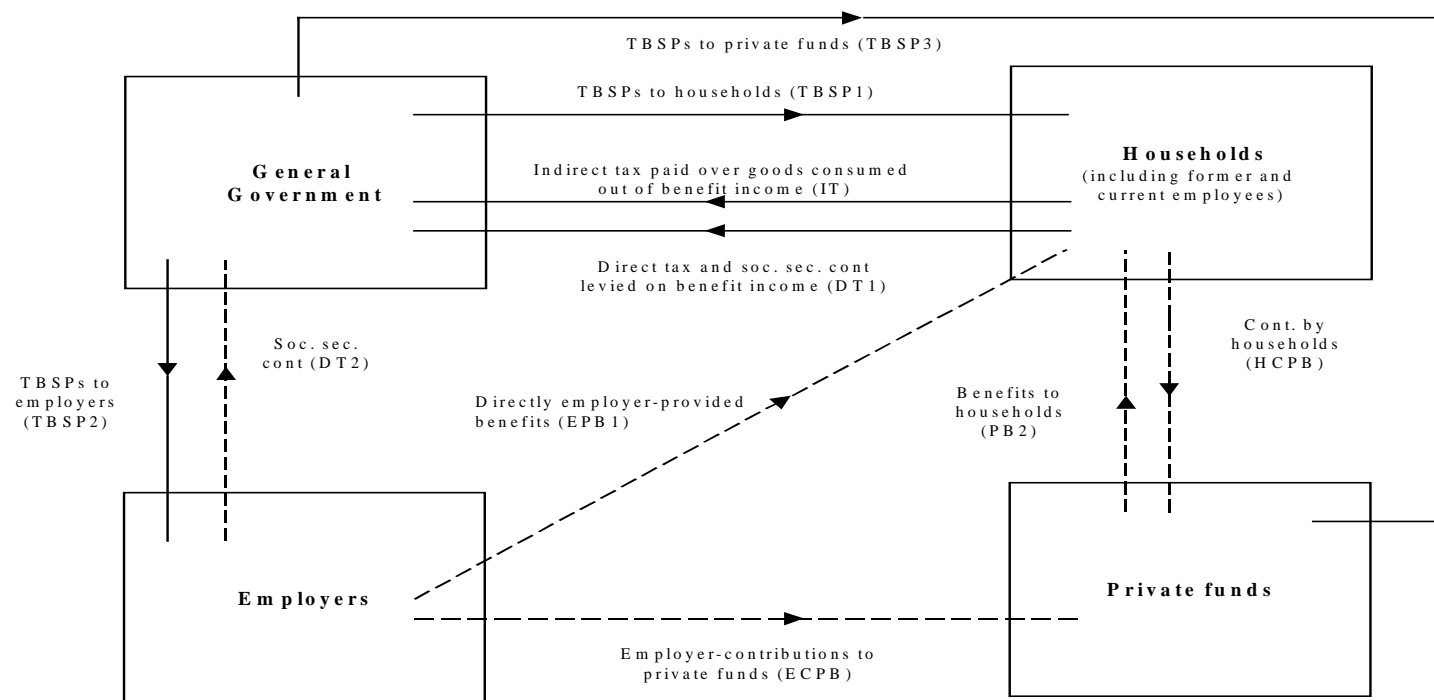 TBSPs to private funds (TBSP3)
TBSPs to households (TBSP1)
General
Government
Households
(including former and
current employees)
Indirect tax paid over goods consumed
out of benefit income (IT)
Direct tax and soc. sec. cont
levied on benefit income (DT1)
Soc. sec.
cont (DT2)
TBSPs to
employers
(TBSP2)
Directly employer-provided
benefits (EPB1)
Benefits to
households
(PB2)
Cont. by
households
(HCPB)
Employers
Private funds
Employer-contributions to
private funds (ECPB)